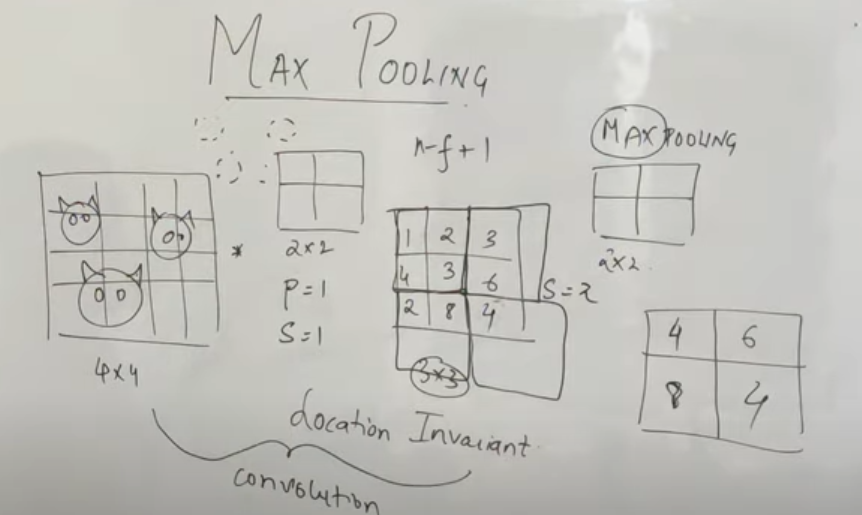 MAX POOLING
n-f+1
MAX POOLING
*
2x2
P=1
S=1
4x4
1 2 3
4 3 6
2 8 4
3x3
S=2
2x2
4 6
8 4
Location Invariant
convolution